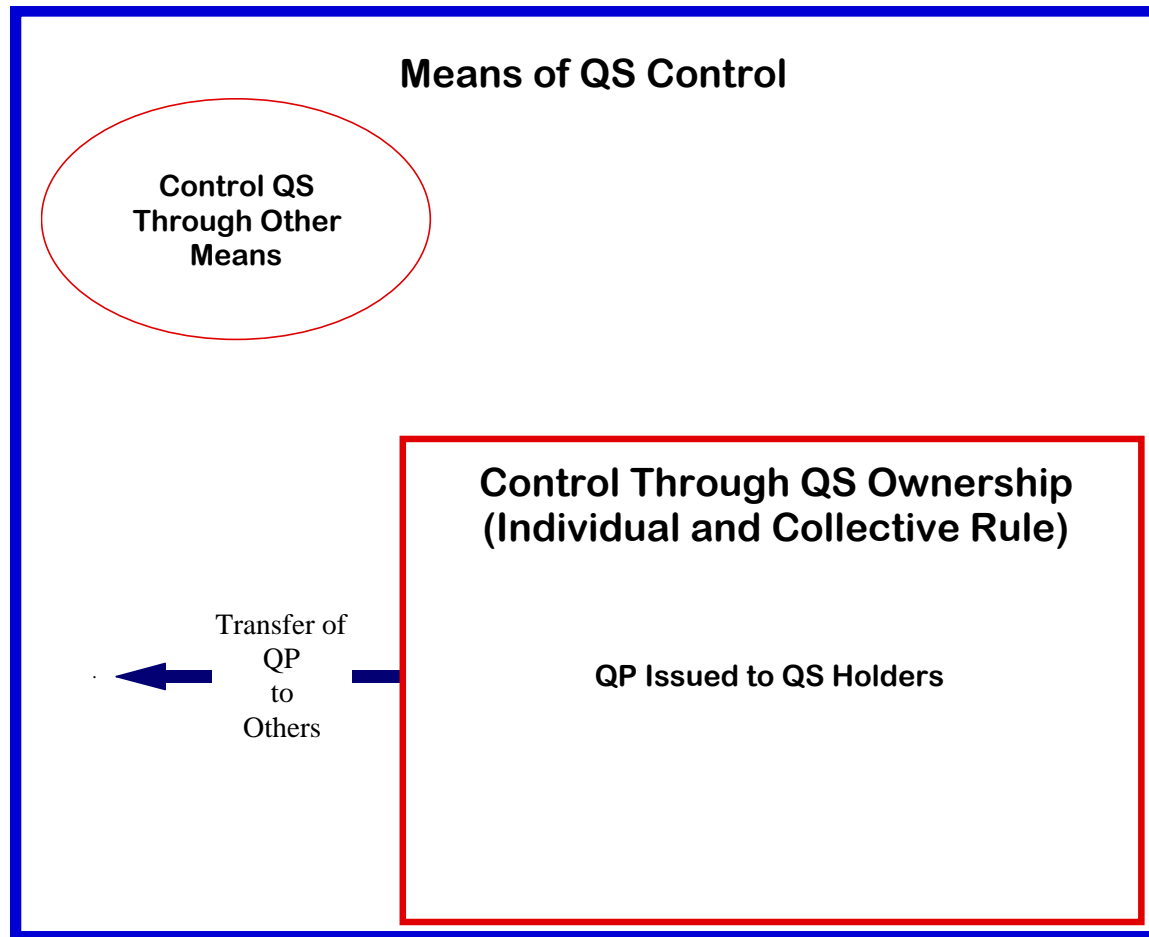 Means of QS Control
Control QS
Through Other
Means
Control Through QS Ownership
(Individual and Collective Rule)
Transfer of
QP
to
Others
QP Issued to QS Holders